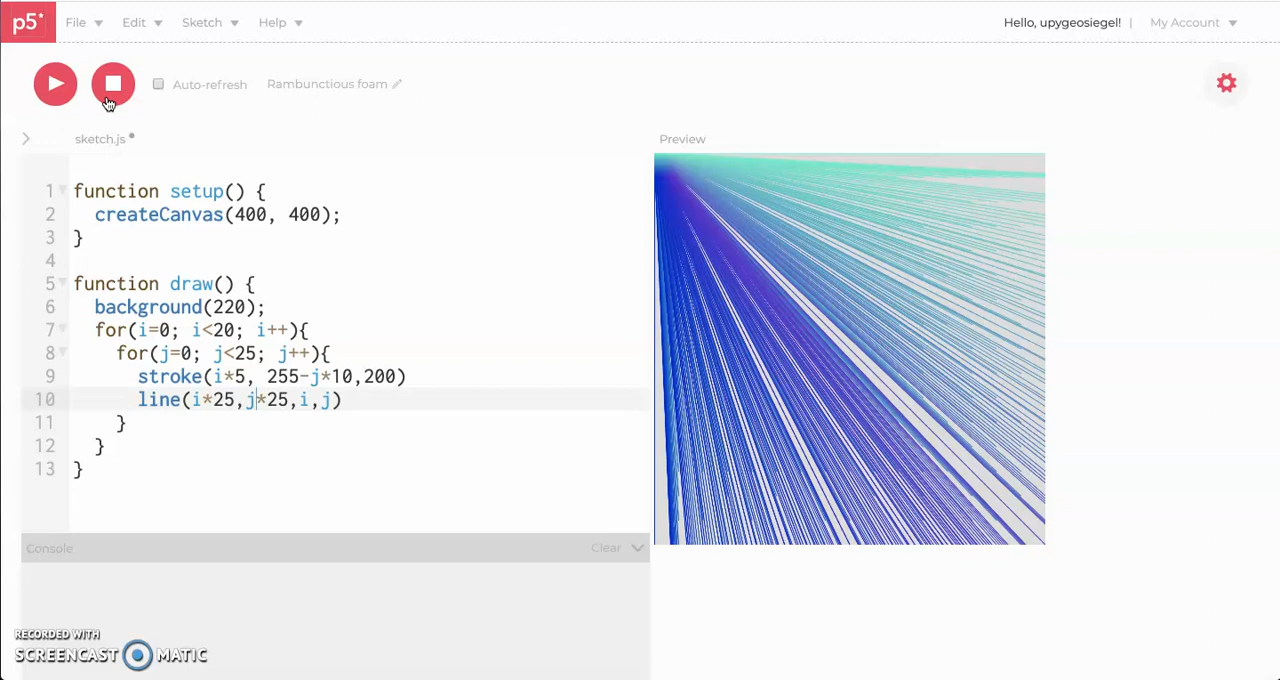 p5* File Edit Sketch Help Hello, upygeosiegel! | My Account
Auto-refresh Rambunctious foam
> sketch.js Preview
1 function setup() {
2 createCanvas(400, 400);
3 }
4
5 function draw() {
6 background(220);
7 for(i=0; i<20; i++){
8 for(j=0; j<25; j++){
9 stroke(i*5, 255-j*10,200)
10 line(i*25,j*25,i,j)
11 }
12 }
13 }
Console Clear
RECORDED WITH
SCREENCAST MATIC